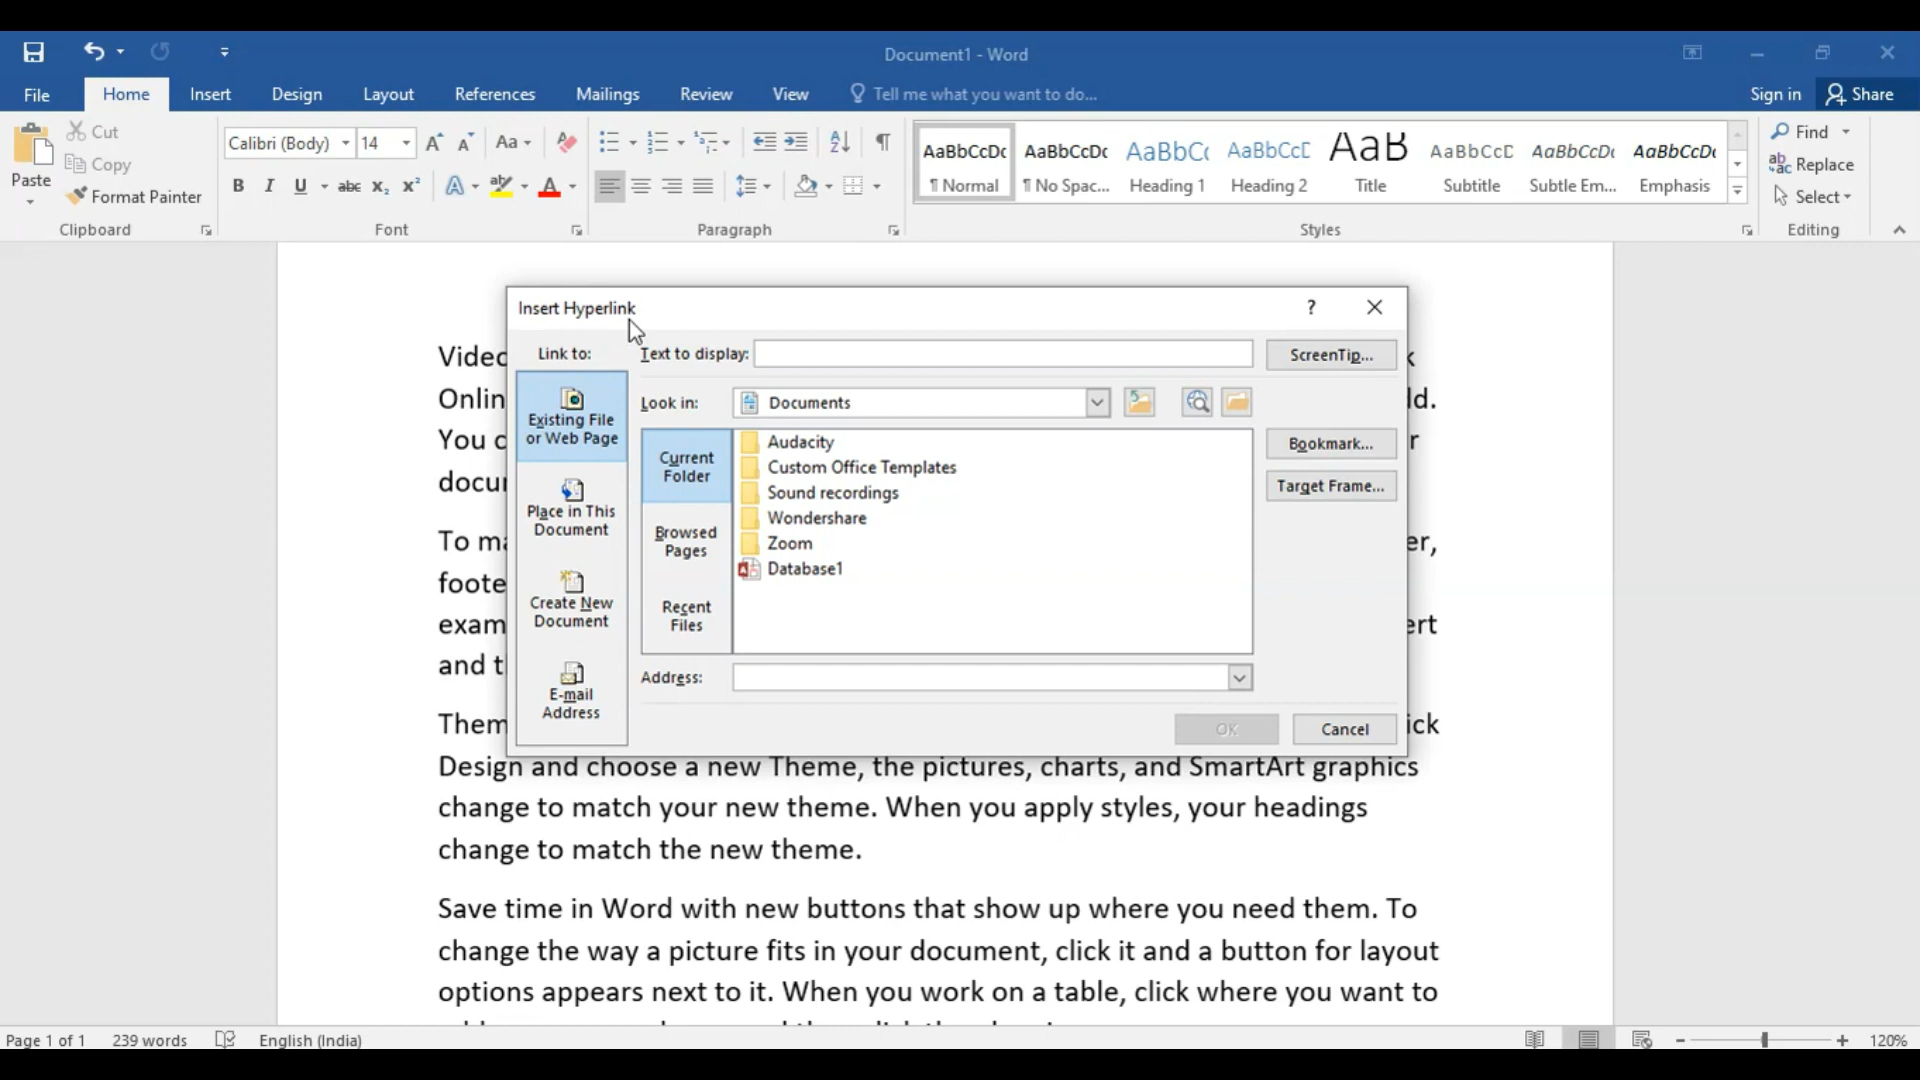 Document1 - Word
File Home Insert Design Layout References Mailings Review View Tell me what you want to do... Sign in Share
Paste Cut Copy Format Painter
Calibri (Body) 14 Aa
B I U abc X₂ X² A ab A
AaBbCcDc AaBbCcDc AaBbCc AaBbCcD AaB AaBbCcD AaBbCcDc AaBbCcDc
¶ Normal ¶ No Spac... Heading 1 Heading 2 Title Subtitle Subtle Em... Emphasis
Find
Replace
Select
Clipboard Font Paragraph Styles Editing
Insert Hyperlink ?
Link to: Text to display: ScreenTip...
Existing File or Web Page
Place in This Document
Create New Document
E-mail Address
Look in: Documents
Current Folder
Browsed Pages
Recent Files
Audacity
Custom Office Templates
Sound recordings
Wondershare
Zoom
Database1
Bookmark...
Target Frame...
Address:
OK Cancel
Onlin
You c
docu
To ma er,
foote
exam ert
and t
Them ick
Design and choose a new Theme, the pictures, charts, and SmartArt graphics
change to match your new theme. When you apply styles, your headings
change to match the new theme.
Save time in Word with new buttons that show up where you need them. To
change the way a picture fits in your document, click it and a button for layout
options appears next to it. When you work on a table, click where you want to
Page 1 of 1 239 words English (India) 120%